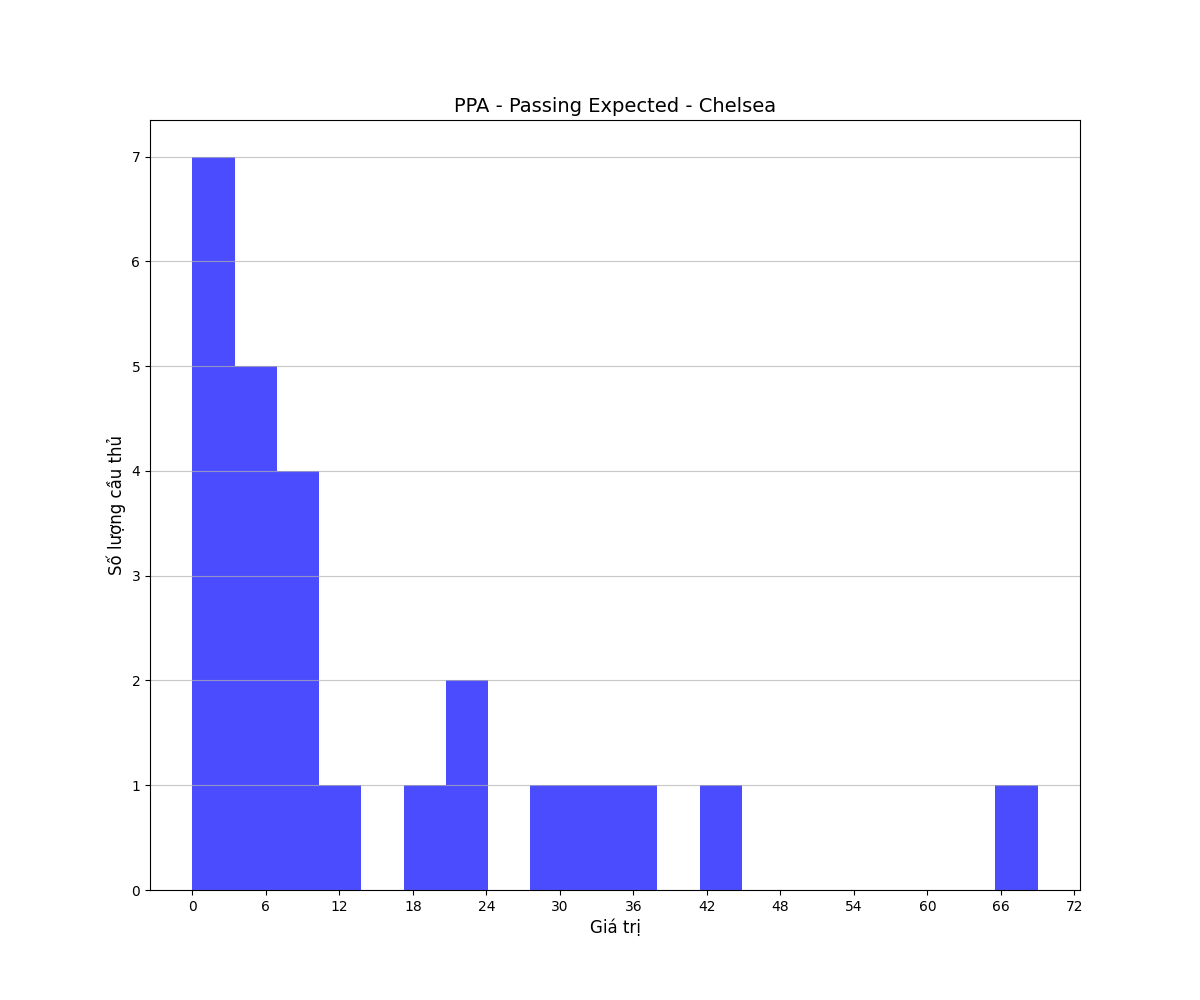 PPA - Passing Expected - Chelsea
Số lượng cầu thủ
7
6
5
4
3
2
1
0
0 6 12 18 24 30 36 42 48 54 60 66 72
Giá trị